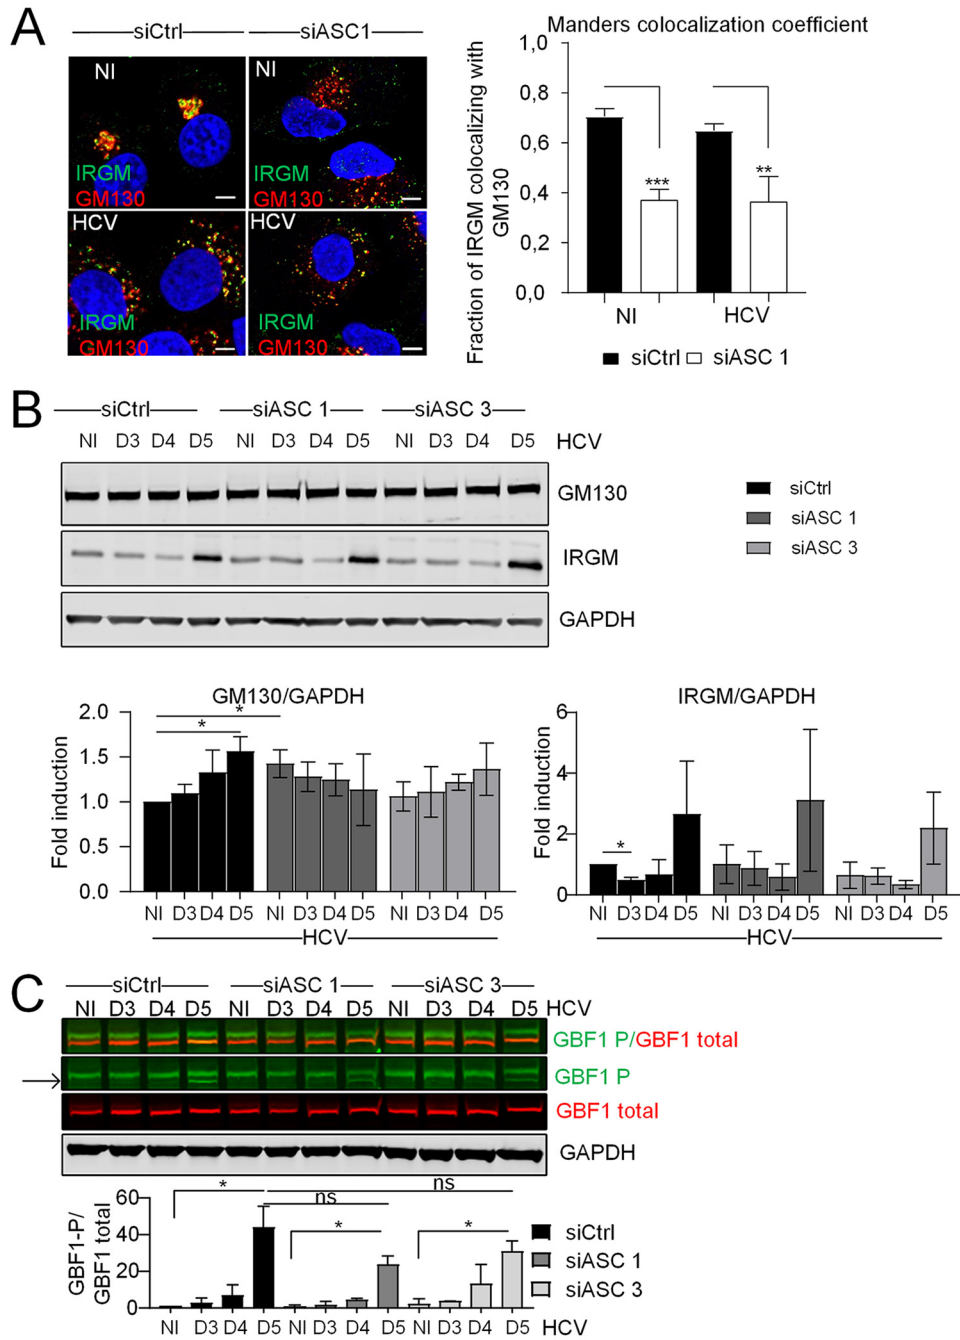 A
siCtrl
siASC1
NI
IRGM
GM130
NI
IRGM
GM130
HCV
IRGM
GM130
HCV
IRGM
GM130
Manders colocalization coefficient
Fraction of IRGM colocalizing with
GM130
1,0
0,8
0,6
0,4
0,2
0,0
***
**
NI
HCV
siCtrl
siASC 1
B
siCtrl
siASC 1
siASC 3
NI D3 D4 D5 NI D3 D4 D5 NI D3 D4 D5 HCV
GM130
IRGM
GAPDH
siCtrl
siASC 1
siASC 3
GM130/GAPDH
Fold induction
2.0
1.5
1.0
0.5
0.0
*
*
NI D3 D4 D5 NI D3 D4 D5 NI D3 D4 D5
HCV
IRGM/GAPDH
Fold induction
6
4
2
0
*
NI D3 D4 D5 NI D3 D4 D5 NI D3 D4 D5
HCV
C
siCtrl
siASC 1
siASC 3
NI D3 D4 D5 NI D3 D4 D5 NI D3 D4 D5 HCV
GBF1 P/GBF1 total
GBF1 P
GBF1 total
GAPDH
GBF1-P/
GBF1 total
60
40
20
0
*
ns
ns
*
*
siCtrl
siASC 1
siASC 3
NI D3 D4 D5 NI D3 D4 D5 NI D3 D4 D5 HCV